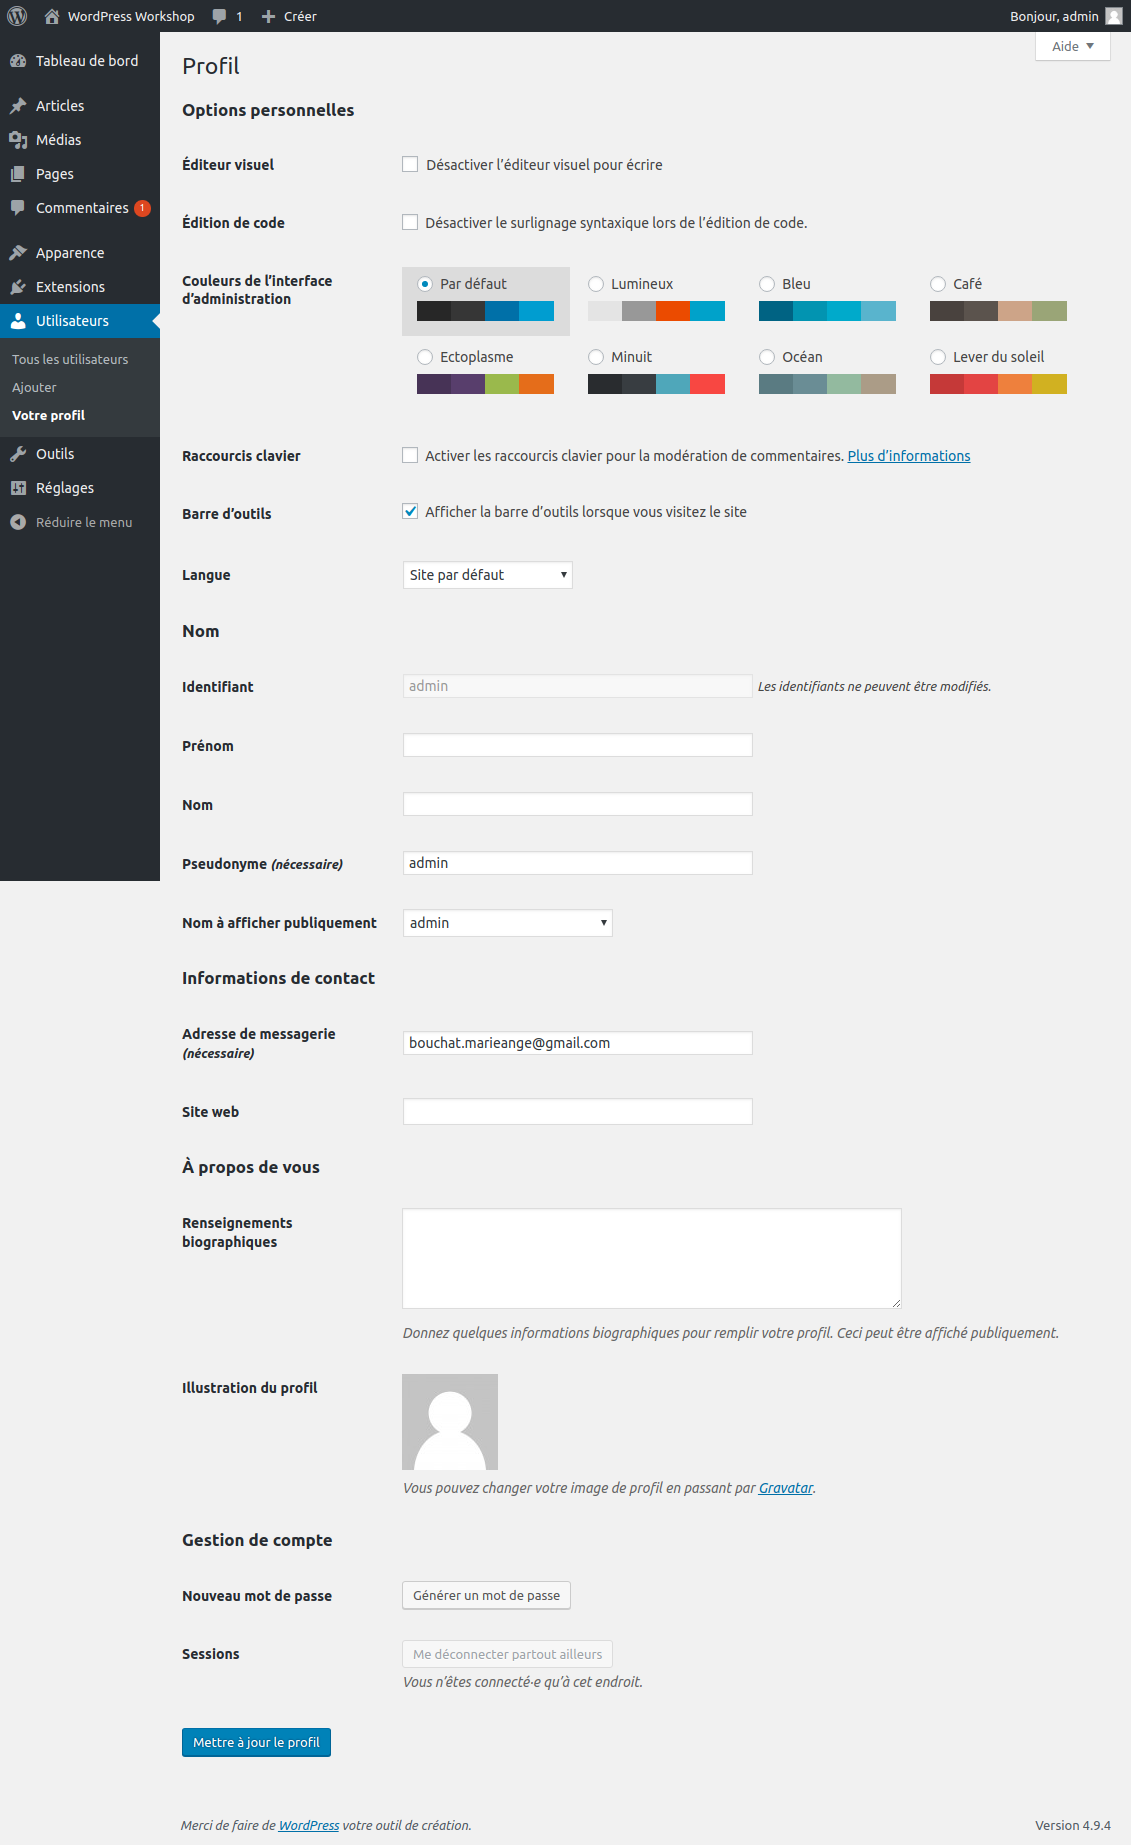 WordPress Workshop 1 Créer Bonjour, admin
Aide
Tableau de bord
Articles
Médias
Pages
Commentaires 1
Apparence
Extensions
Utilisateurs
Tous les utilisateurs
Ajouter
Votre profil
Outils
Réglages
Réduire le menu
Profil
Options personnelles
Éditeur visuel Désactiver l’éditeur visuel pour écrire
Édition de code Désactiver le surlignage syntaxique lors de l’édition de code.
Couleurs de l’interface
d’administration
Par défaut Lumineux Bleu Café
Ectoplasme Minuit Océan Lever du soleil
Raccourcis clavier Activer les raccourcis clavier pour la modération de commentaires. Plus d’informations
Barre d’outils Afficher la barre d’outils lorsque vous visitez le site
Langue Site par défaut
Nom
Identifiant admin Les identifiants ne peuvent être modifiés.
Prénom
Nom
Pseudonyme (nécessaire) admin
Nom à afficher publiquement admin
Informations de contact
Adresse de messagerie
(nécessaire)
bouchat.marieange@gmail.com
Site web
À propos de vous
Renseignements
biographiques
Donnez quelques informations biographiques pour remplir votre profil. Ceci peut être affiché publiquement.
Illustration du profil
Vous pouvez changer votre image de profil en passant par Gravatar.
Gestion de compte
Nouveau mot de passe Générer un mot de passe
Sessions Me déconnecter partout ailleurs
Vous n’êtes connecté·e qu’à cet endroit.
Mettre à jour le profil
Merci de faire de WordPress votre outil de création. Version 4.9.4